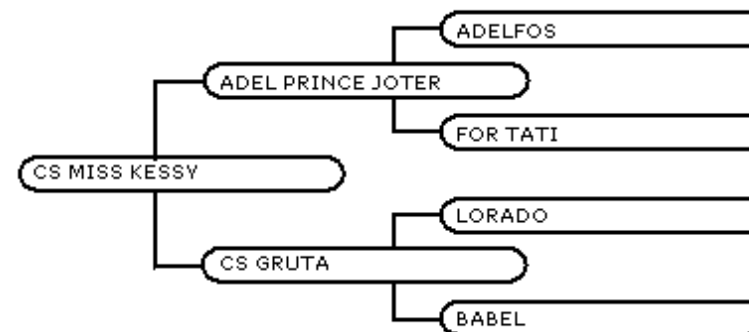 ADELFOS
ADEL PRINCE JOTER
FOR TATI
CS MISS KESSY
LORADO
CS GRUTA
BABEL